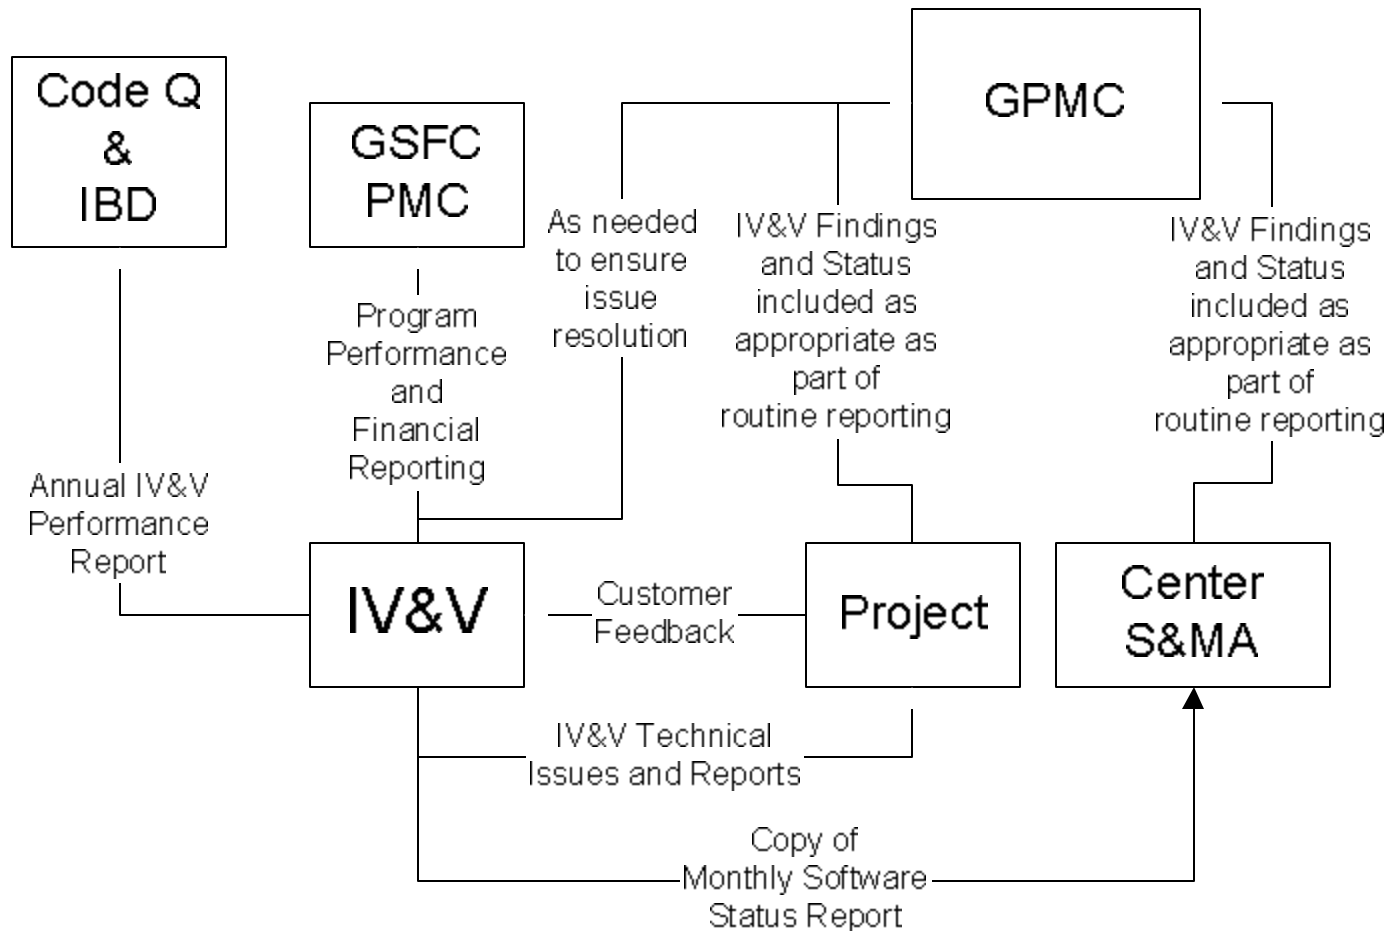 Code Q
&
IBD
GSFC
PMC
GPMC
As needed
to ensure
issue
resolution
IV&V Findings
and Status
included as
appropriate as
part of
routine reporting
IV&V Findings
and Status
included as
appropriate as
part of
routine reporting
Program
Performance
and
Financial
Reporting
Annual IV&V
Performance
Report
IV&V
Customer
Feedback
Project
Center
S&MA
IV&V Technical
Issues and Reports
Copy of
Monthly Software
Status Report